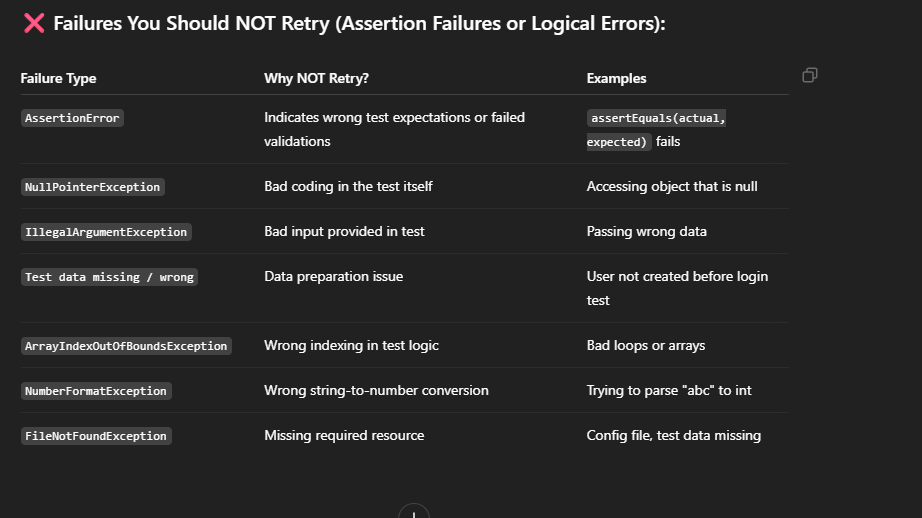 ❌ Failures You Should NOT Retry (Assertion Failures or Logical Errors):
Failure Type Why NOT Retry? Examples
AssertionError Indicates wrong test expectations or failed validations assertEquals(actual, expected) fails
NullPointerException Bad coding in the test itself Accessing object that is null
IllegalArgumentException Bad input provided in test Passing wrong data
Test data missing / wrong Data preparation issue User not created before login test
ArrayIndexOutOfBoundsException Wrong indexing in test logic Bad loops or arrays
NumberFormatException Wrong string-to-number conversion Trying to parse "abc" to int
FileNotFoundException Missing required resource Config file, test data missing